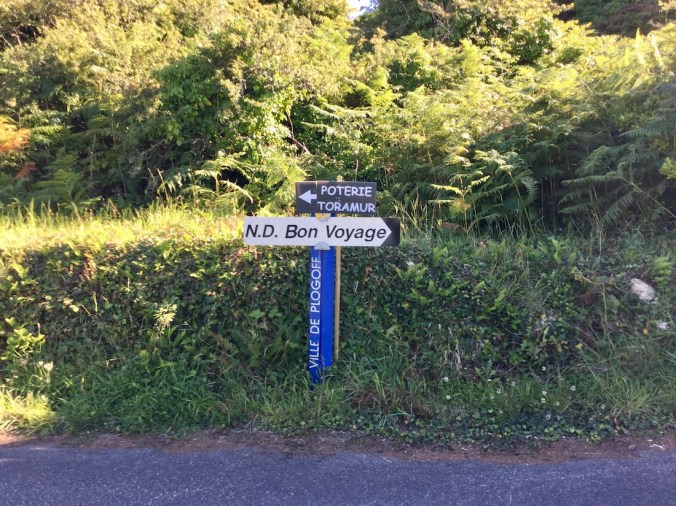 POTERIE
TORAMUR
N.D. Bon Voyage
VILLE DE PLOGOFF